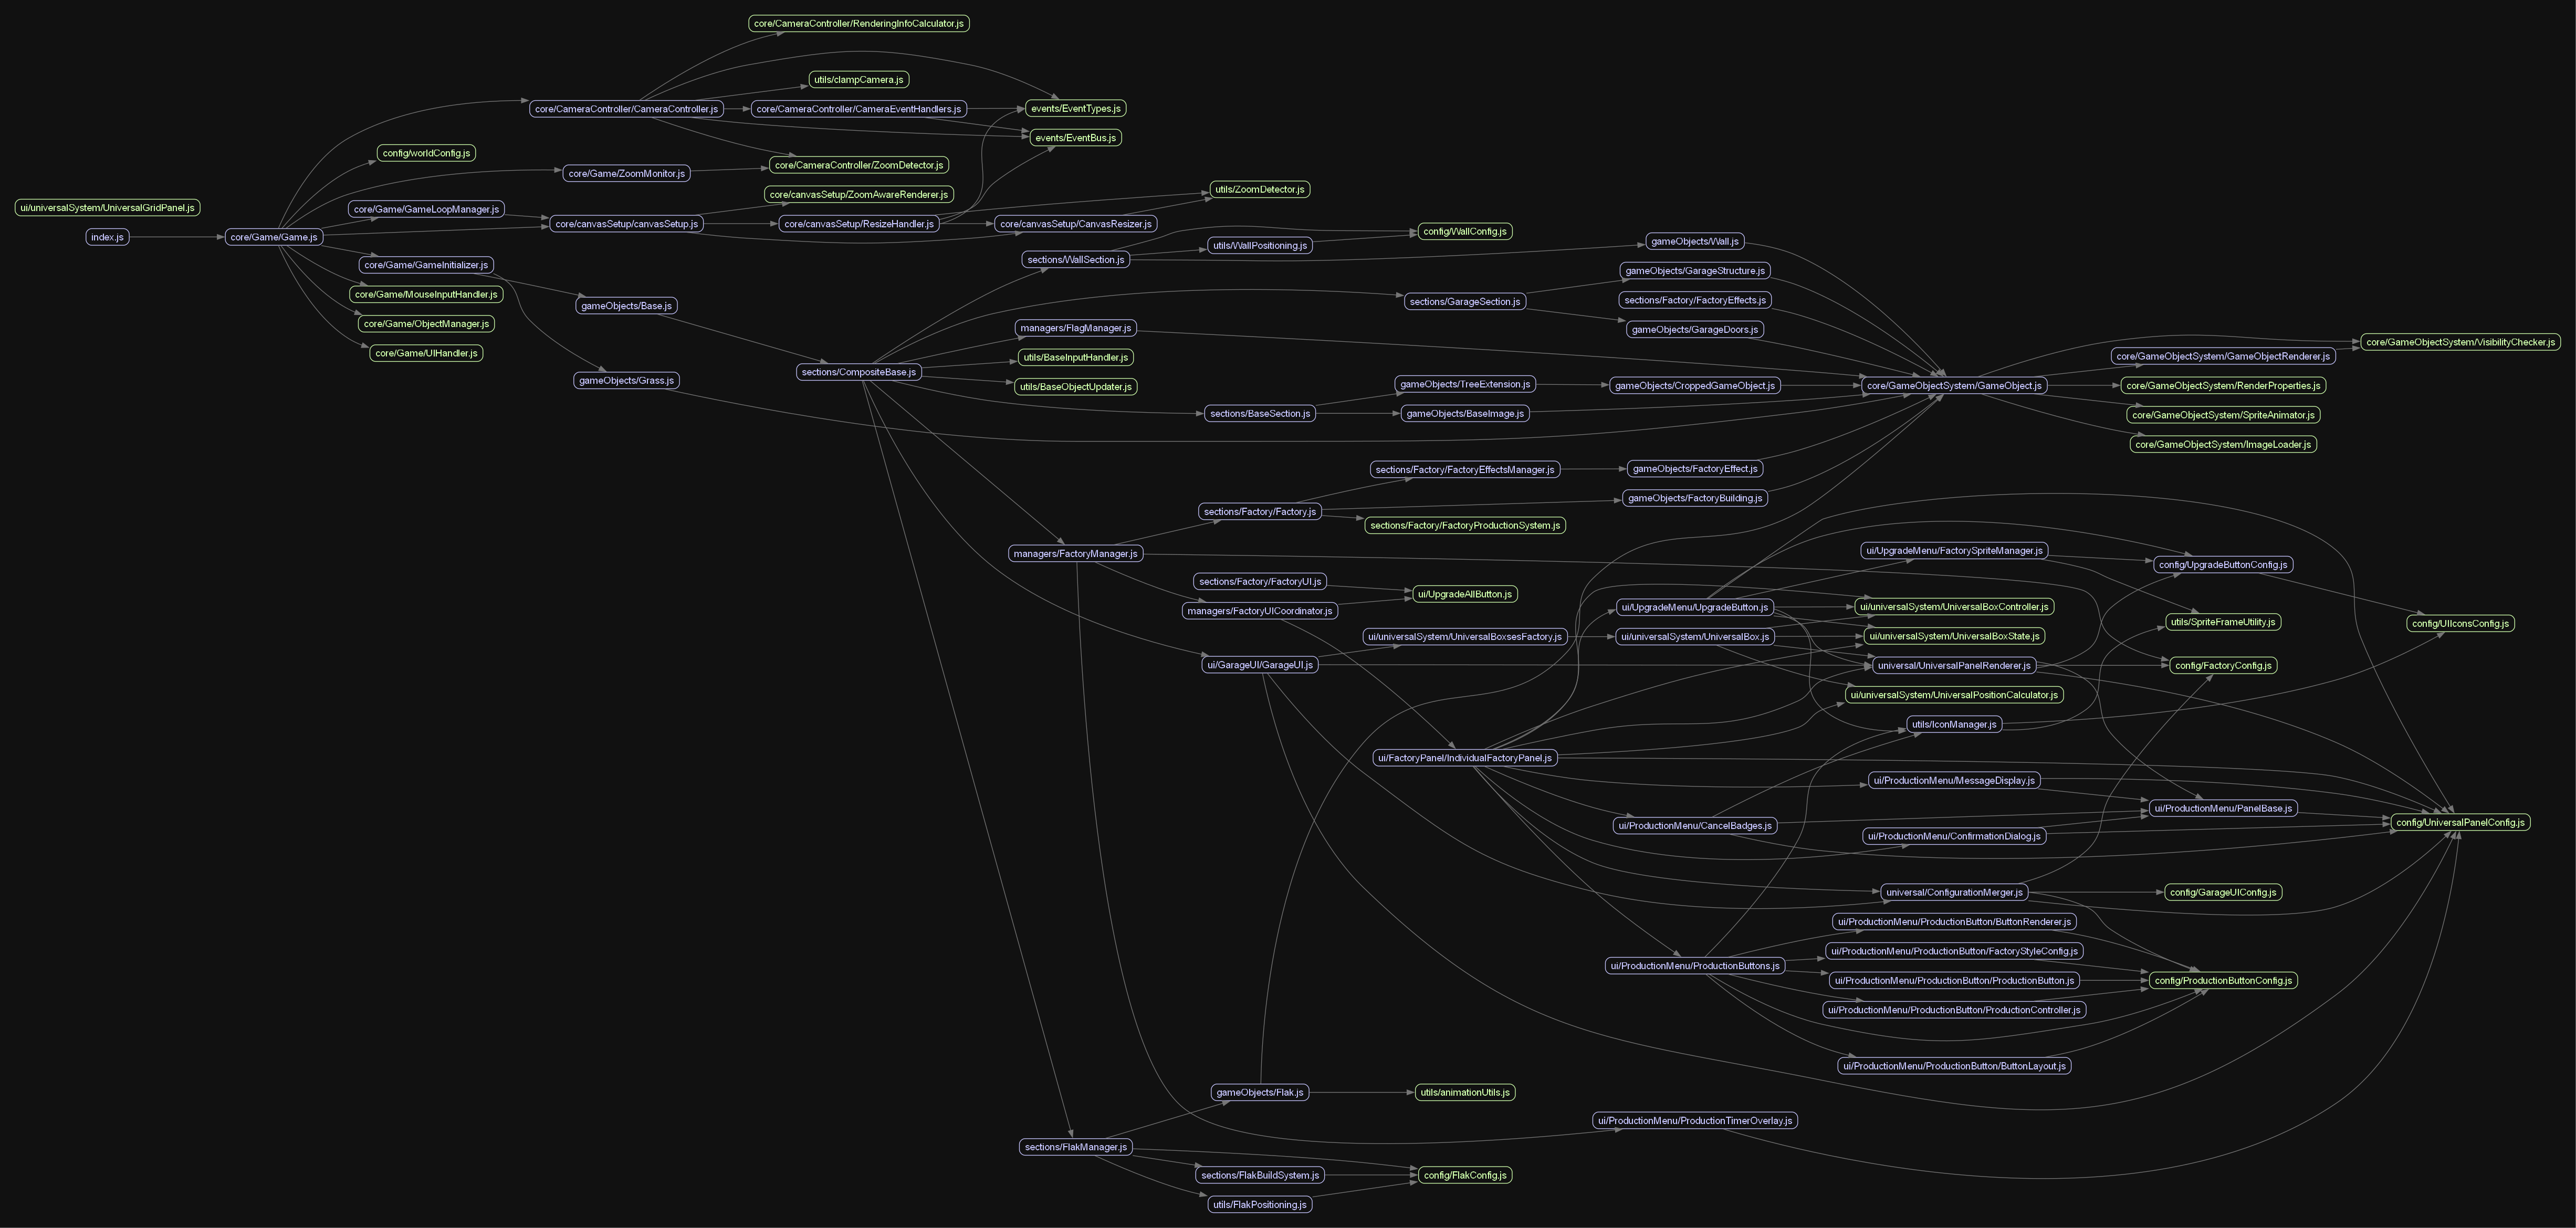 core/CameraController/RenderingInfoCalculator.js
utils/clampCamera.js
core/CameraController/CameraController.js
core/CameraController/CameraEventHandlers.js
events/EventTypes.js
events/EventBus.js
config/worldConfig.js
core/CameraController/ZoomDetector.js
core/Game/ZoomMonitor.js
utils/ZoomDetector.js
core/canvasSetup/ZoomAwareRenderer.js
ui/universalSystem/UniversalGridPanel.js
core/Game/GameLoopManager.js
core/canvasSetup/canvasSetup.js
core/canvasSetup/ResizeHandler.js
core/canvasSetup/CanvasResizer.js
config/WallConfig.js
index.js
core/Game/Game.js
utils/WallPositioning.js
gameObjects/Wall.js
sections/WallSection.js
core/Game/GameInitializer.js
gameObjects/GarageStructure.js
core/Game/MouseInputHandler.js
gameObjects/Base.js
sections/GarageSection.js
sections/Factory/FactoryEffects.js
core/Game/ObjectManager.js
managers/FlagManager.js
gameObjects/GarageDoors.js
core/GameObjectSystem/VisibilityChecker.js
core/Game/UIHandler.js
utils/BaseInputHandler.js
core/GameObjectSystem/GameObjectRenderer.js
sections/CompositeBase.js
gameObjects/Grass.js
utils/BaseObjectUpdater.js
gameObjects/TreeExtension.js
gameObjects/CroppedGameObject.js
core/GameObjectSystem/GameObject.js
core/GameObjectSystem/RenderProperties.js
sections/BaseSection.js
gameObjects/BaseImage.js
core/GameObjectSystem/SpriteAnimator.js
core/GameObjectSystem/ImageLoader.js
sections/Factory/FactoryEffectsManager.js
gameObjects/FactoryEffect.js
gameObjects/FactoryBuilding.js
sections/Factory/Factory.js
sections/Factory/FactoryProductionSystem.js
managers/FactoryManager.js
ui/UpgradeMenu/FactorySpriteManager.js
config/UpgradeButtonConfig.js
sections/Factory/FactoryUI.js
ui/UpgradeAllButton.js
managers/FactoryUICoordinator.js
ui/UpgradeMenu/UpgradeButton.js
ui/universalSystem/UniversalBoxController.js
utils/SpriteFrameUtility.js
config/UIIconsConfig.js
ui/universalSystem/UniversalBoxsesFactory.js
ui/universalSystem/UniversalBox.js
ui/universalSystem/UniversalBoxState.js
ui/GarageUI/GarageUI.js
universal/UniversalPanelRenderer.js
config/FactoryConfig.js
ui/universalSystem/UniversalPositionCalculator.js
utils/IconManager.js
ui/FactoryPanel/IndividualFactoryPanel.js
ui/ProductionMenu/MessageDisplay.js
ui/ProductionMenu/PanelBase.js
ui/ProductionMenu/CancelBadges.js
config/UniversalPanelConfig.js
ui/ProductionMenu/ConfirmationDialog.js
universal/ConfigurationMerger.js
config/GarageUIConfig.js
ui/ProductionMenu/ProductionButton/ButtonRenderer.js
ui/ProductionMenu/ProductionButton/FactoryStyleConfig.js
ui/ProductionMenu/ProductionButtons.js
ui/ProductionMenu/ProductionButton/ProductionButton.js
config/ProductionButtonConfig.js
ui/ProductionMenu/ProductionButton/ProductionController.js
ui/ProductionMenu/ProductionButton/ButtonLayout.js
gameObjects/Flak.js
utils/animationUtils.js
ui/ProductionMenu/ProductionTimerOverlay.js
sections/FlakManager.js
sections/FlakBuildSystem.js
config/FlakConfig.js
utils/FlakPositioning.js